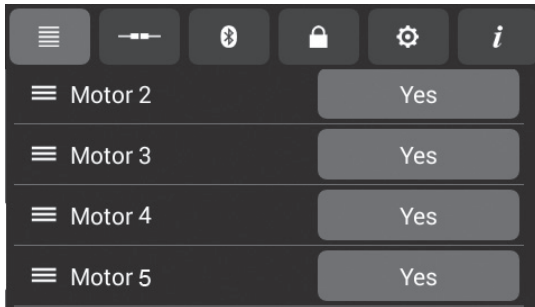 Motor 2 Yes
Motor 3 Yes
Motor 4 Yes
Motor 5 Yes